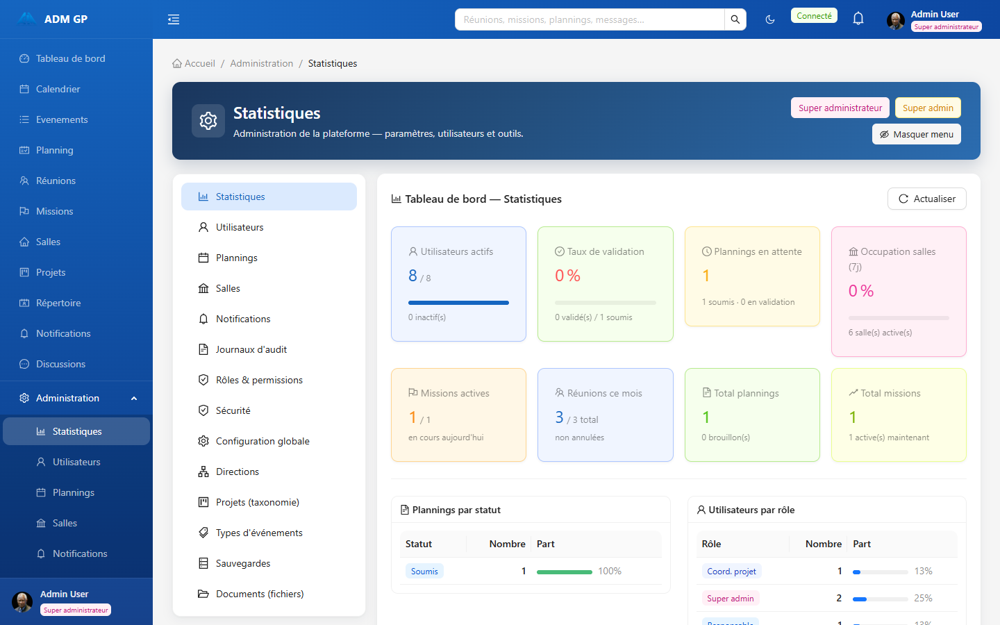 ADM GP
Réunions, missions, plannings, messages...
Connecté
Admin User
Super administrateur
Tableau de bord
Calendrier
Evenements
Planning
Réunions
Missions
Salles
Projets
Répertoire
Notifications
Discussions
Administration
Statistiques
Utilisateurs
Plannings
Salles
Notifications
Admin User
Super administrateur
Accueil / Administration / Statistiques
Statistiques
Administration de la plateforme — paramètres, utilisateurs et outils.
Super administrateur
Super admin
Masquer menu
Statistiques
Utilisateurs
Plannings
Salles
Notifications
Journaux d'audit
Rôles & permissions
Sécurité
Configuration globale
Directions
Projets (taxonomie)
Types d'événements
Sauvegardes
Documents (fichiers)
Tableau de bord — Statistiques
Actualiser
Utilisateurs actifs
8 / 8
0 inactif(s)
Taux de validation
0 %
0 validé(s) / 1 soumis
Plannings en attente
1
1 soumis · 0 en validation
Occupation salles
(7j)
0 %
6 salle(s) active(s)
Missions actives
1 / 1
en cours aujourd'hui
Réunions ce mois
3 / 3 total
non annulées
Total plannings
1
0 brouillon(s)
Total missions
1
1 active(s) maintenant
Plannings par statut
Statut Nombre Part
Soumis 1 100%
Utilisateurs par rôle
Rôle Nombre Part
Coord. projet 1 13%
Super admin 2 25%
Responsable 1 13%